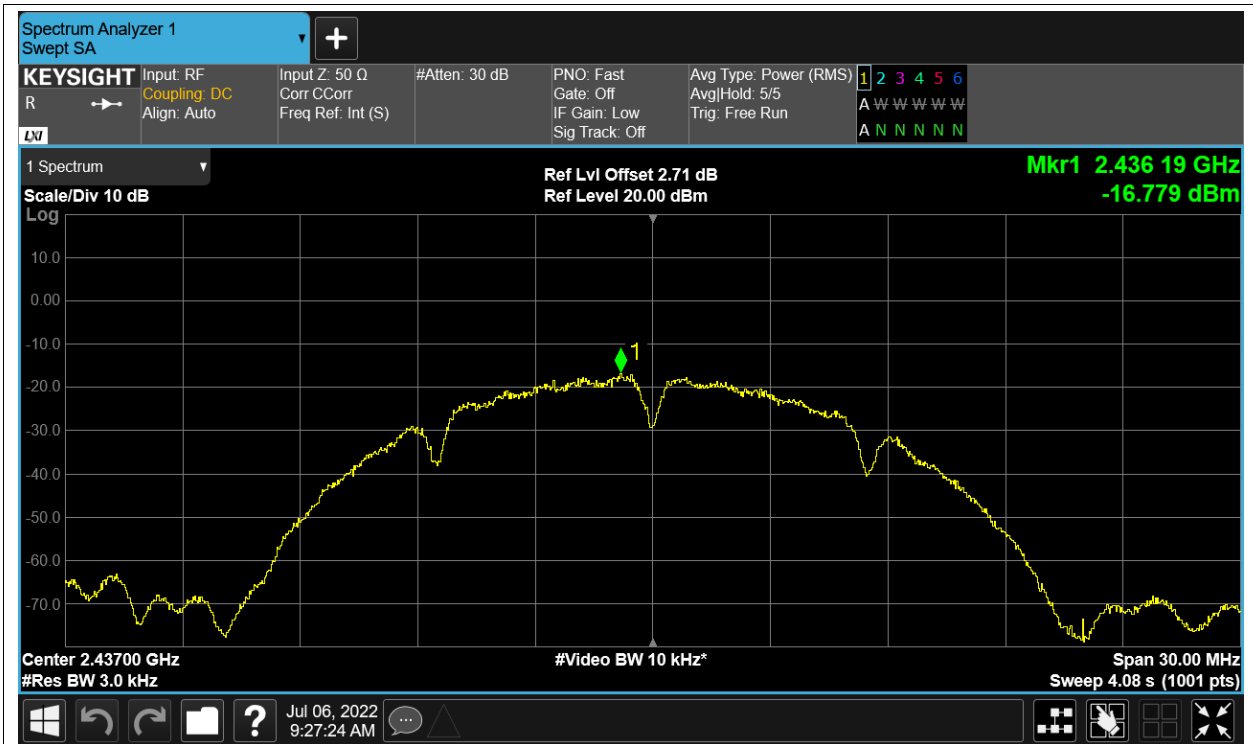 Spectrum Analyzer 1
Swept SA
KEYSIGHT
R
LXI
Input: RF
Coupling: DC
Align: Auto
Input Z: 50 Ω
Corr CCorr
Freq Ref: Int (S)
#Atten: 30 dB
PNO: Fast
Gate: Off
IF Gain: Low
Sig Track: Off
Avg Type: Power (RMS)
Avg|Hold: 5/5
Trig: Free Run
1 2 3 4 5 6
A W W W W W
A N N N N N
1 Spectrum
Scale/Div 10 dB
Log
Ref Lvl Offset 2.71 dB
Ref Level 20.00 dBm
Mkr1 2.436 19 GHz
-16.779 dBm
10.0
0.00
-10.0
1
-20.0
-30.0
-40.0
-50.0
-60.0
-70.0
Center 2.43700 GHz
#Res BW 3.0 kHz
#Video BW 10 kHz*
Span 30.00 MHz
Sweep 4.08 s (1001 pts)
?
Jul 06, 2022
9:27:24 AM